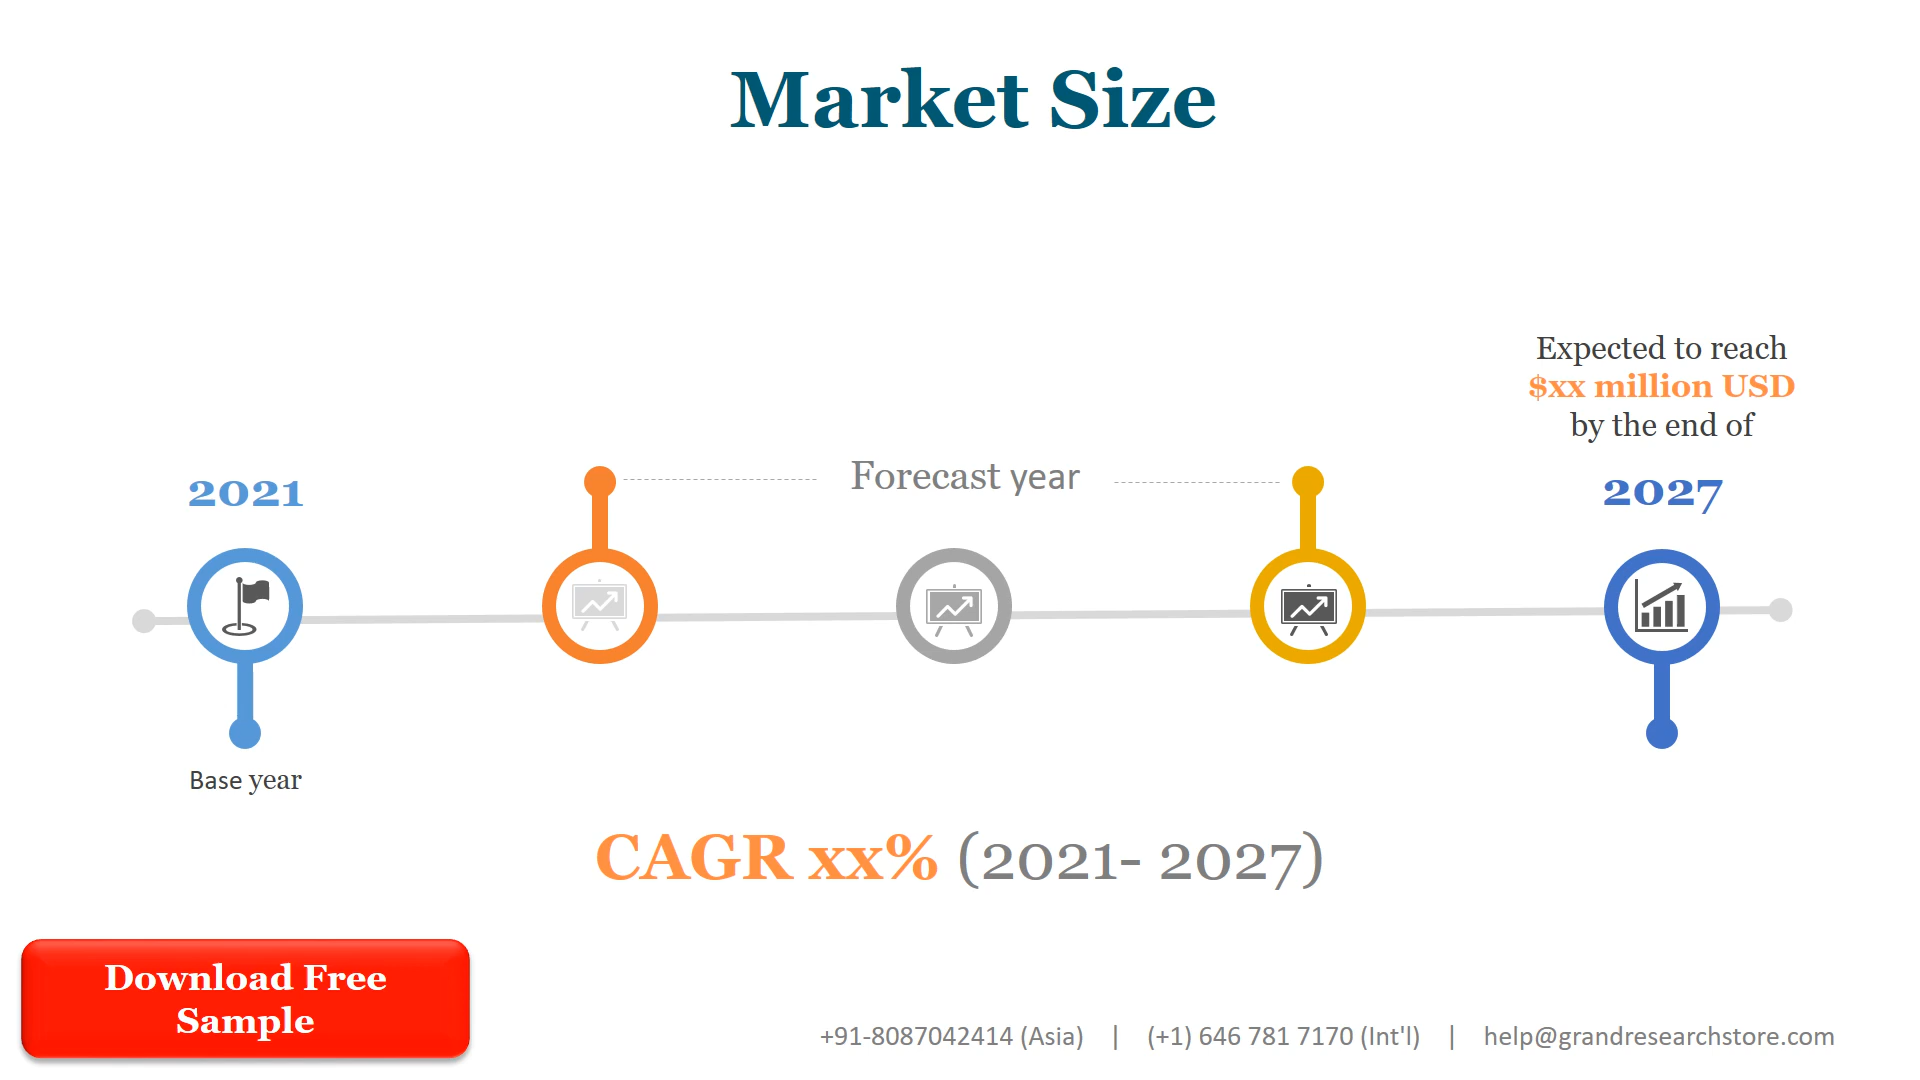 Market Size
Expected to reach
$xx million USD
by the end of
2021
Forecast year
2027
Base year
CAGR xx% (2021- 2027)
Download Free
Sample
+91-8087042414 (Asia) | (+1) 646 781 7170 (Int'l) | help@grandresearchstore.com